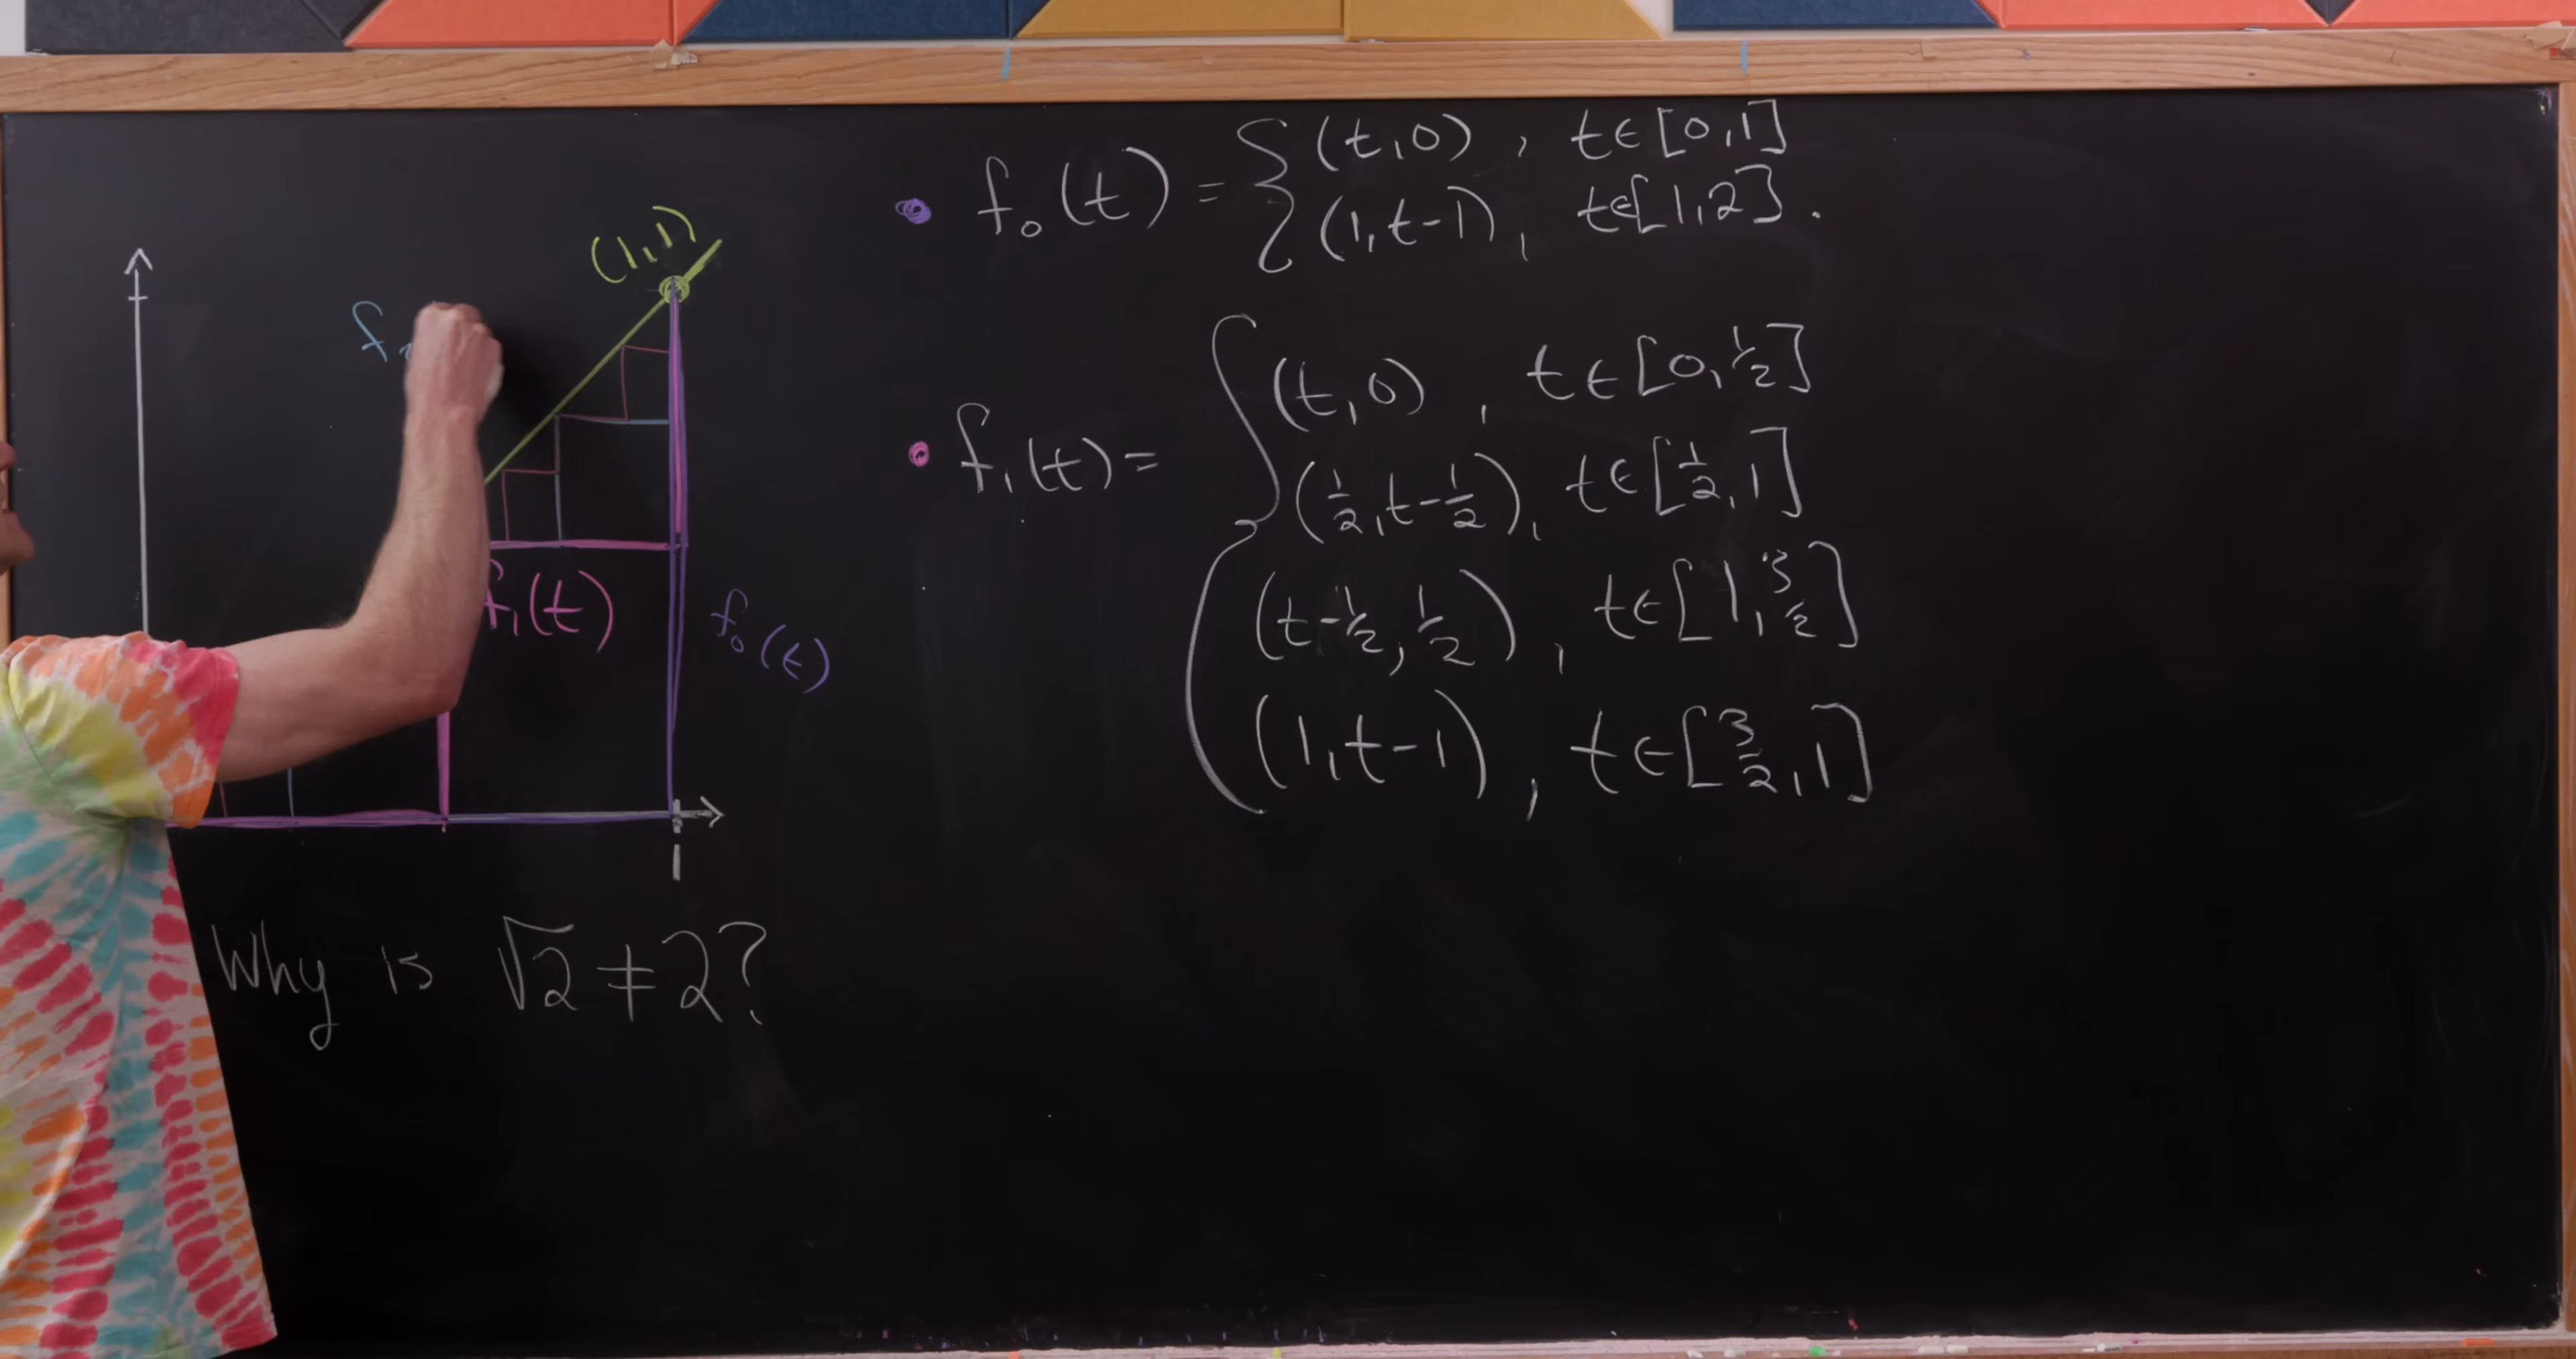 (1,1)
f
f₁(t)
f₀(t)
1
Why is √2 ≠ 2?
• f₀(t) = { (t,0) , t∈[0,1]
(1,t-1), t∈[1,2].
• f₁(t) = { (t,0) , t∈[0,1/2]
(1/2,t-1/2), t∈[1/2,1]
(t-1/2,1/2), t∈[1,3/2]
(1,t-1), t∈[3/2,1]